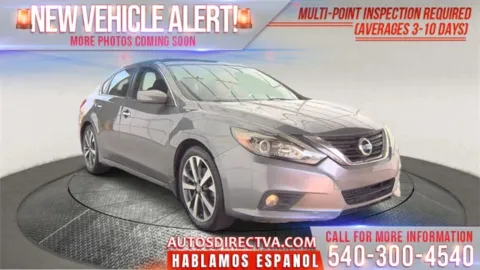 NEW VEHICLE ALERT!
MORE PHOTOS COMING SOON
MULTI-POINT INSPECTION REQUIRED
(AVERAGES 3-10 DAYS)
NISSAN
AUTOSDIRECTVA.COM
HABLAMOS ESPANOL
CALL FOR MORE INFORMATION
540-300-4540